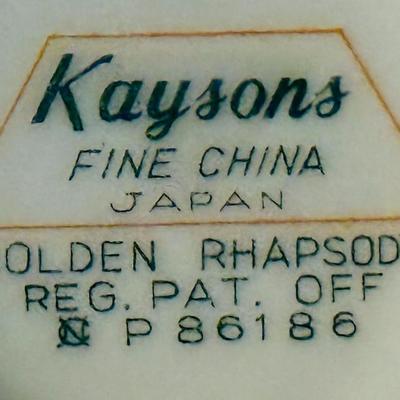 Kaysons
FINE CHINA
JAPAN
OLDEN RHAPSOD
REG. PAT. OFF
P 86186